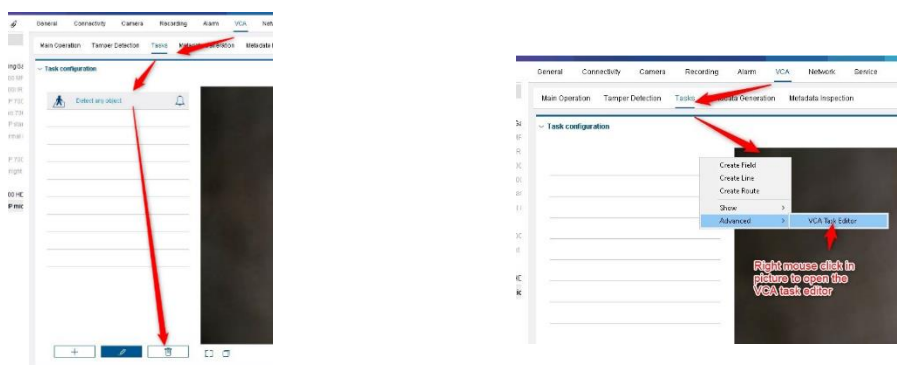 General Connectivity Camera Recording Alarm VCA
Main Operation Tamper Detection Tasks
Task configuration
Detect any object
General Connectivity Camera Recording Alarm VCA Network Service
Main Operation Tamper Detection Tasks Generation Metadata Inspection
Task configuration
Create Field
Create Line
Create Route
Show
Advanced
VCA Task Editor
Right mouse click in
picture to open the
VCA task editor